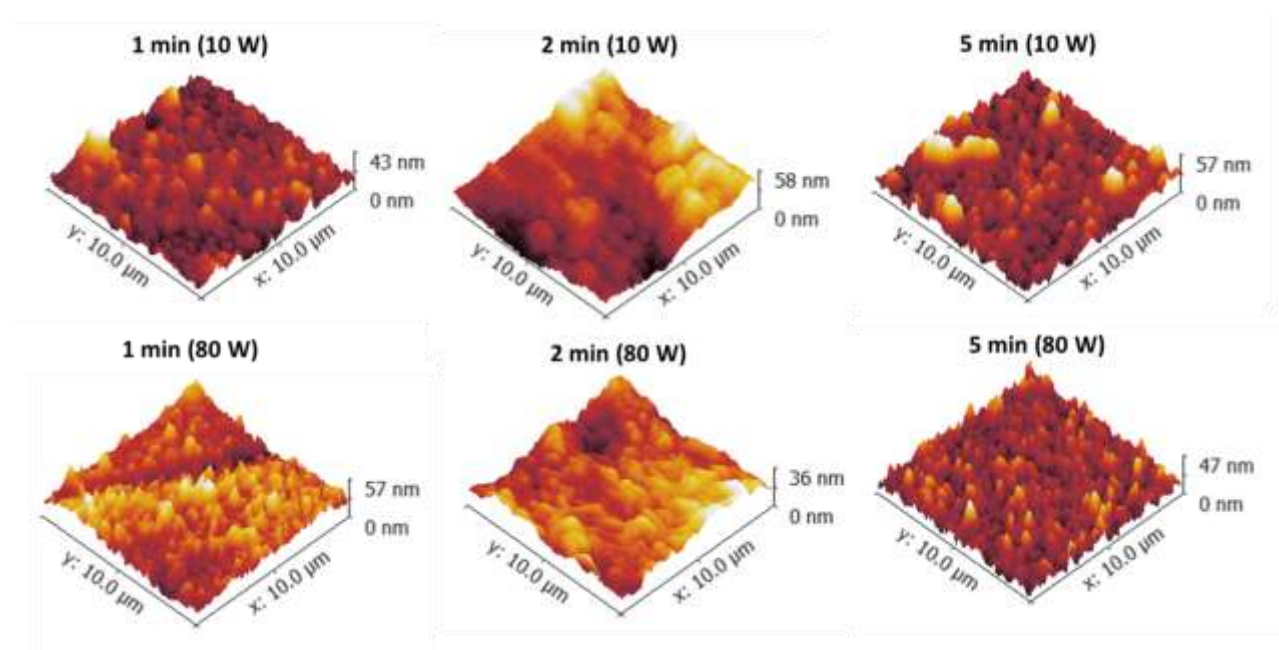 1 min (10 W)
2 min (10 W)
5 min (10 W)
43 nm
0 nm
y: 10.0 µm
x: 10.0 µm
58 nm
0 nm
y: 10.0 µm
x: 10.0 µm
57 nm
0 nm
y: 10.0 µm
x: 10.0 µm
1 min (80 W)
2 min (80 W)
5 min (80 W)
57 nm
0 nm
y: 10.0 µm
x: 10.0 µm
36 nm
0 nm
y: 10.0 µm
x: 10.0 µm
47 nm
0 nm
y: 10.0 µm
x: 10.0 µm